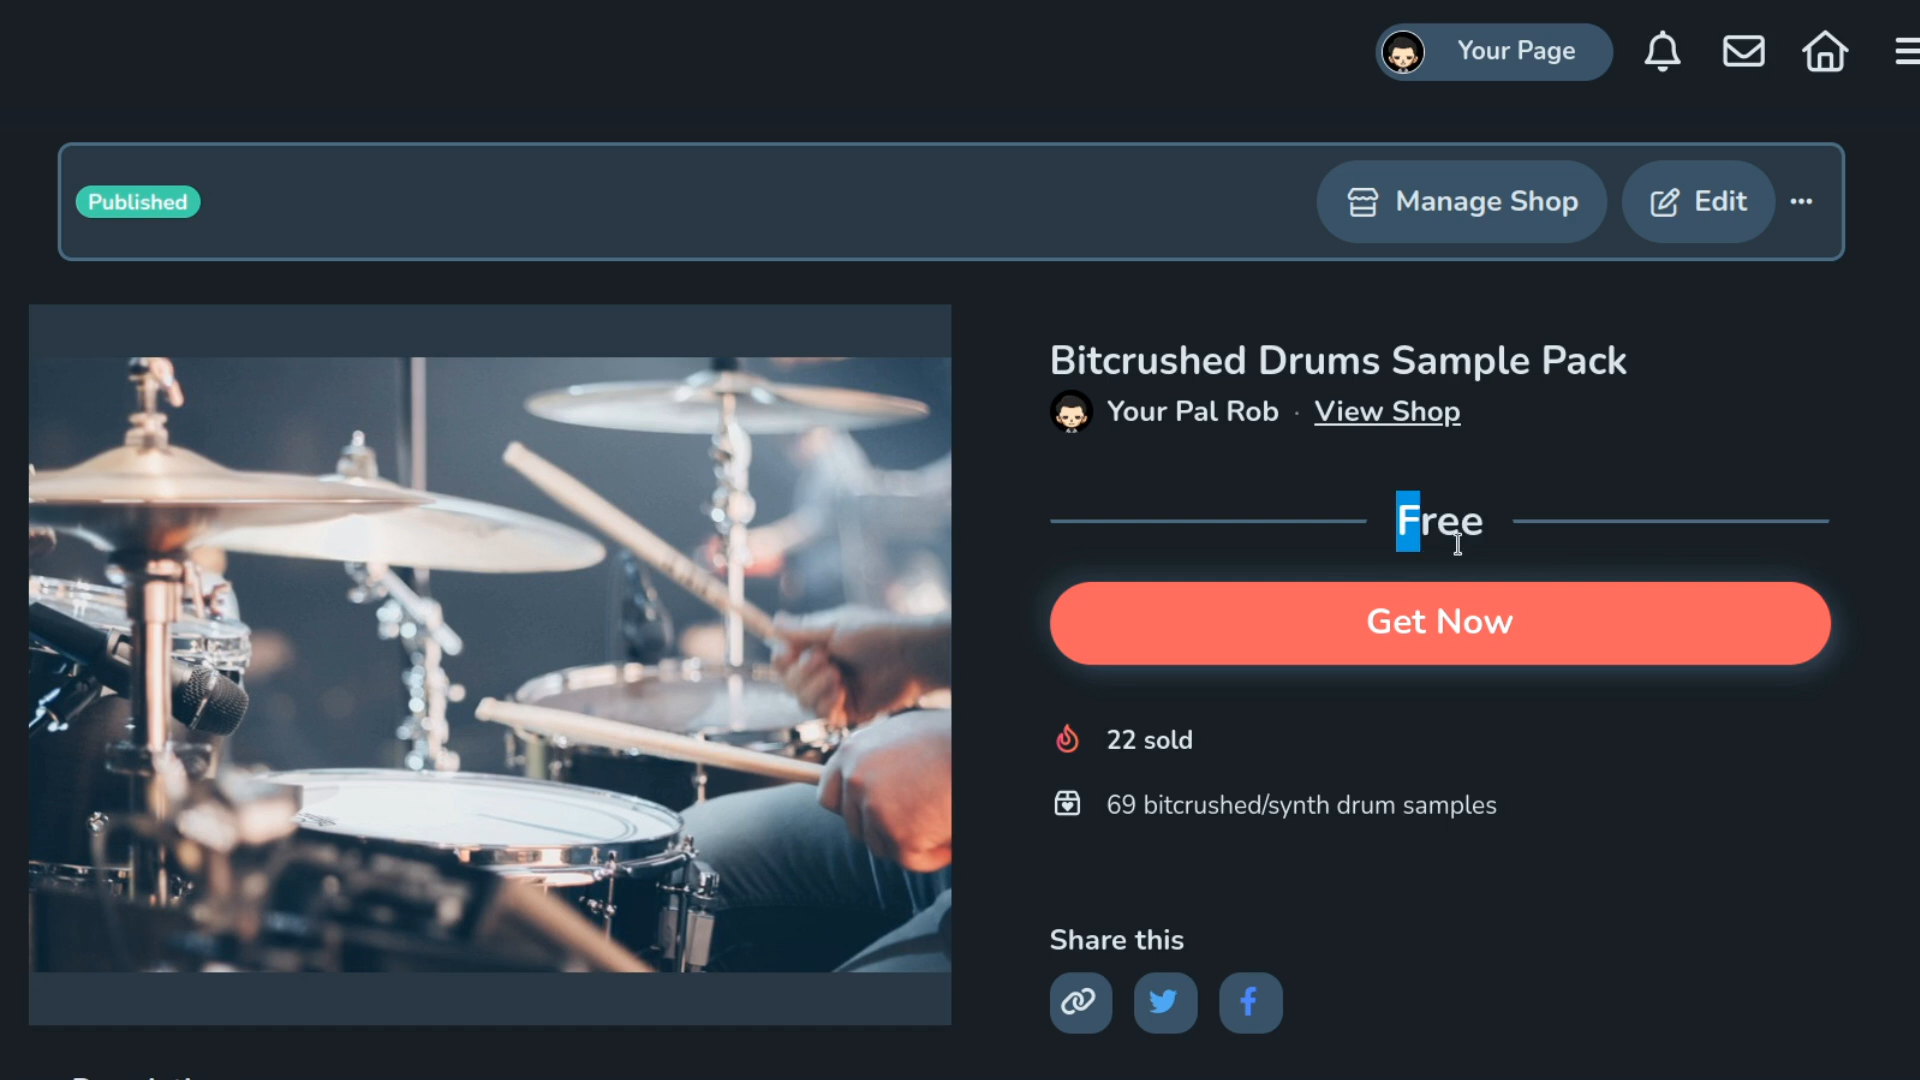 Your Page
Published
Manage Shop
Edit
Bitcrushed Drums Sample Pack
Your Pal Rob · View Shop
Free
Get Now
22 sold
69 bitcrushed/synth drum samples
Share this